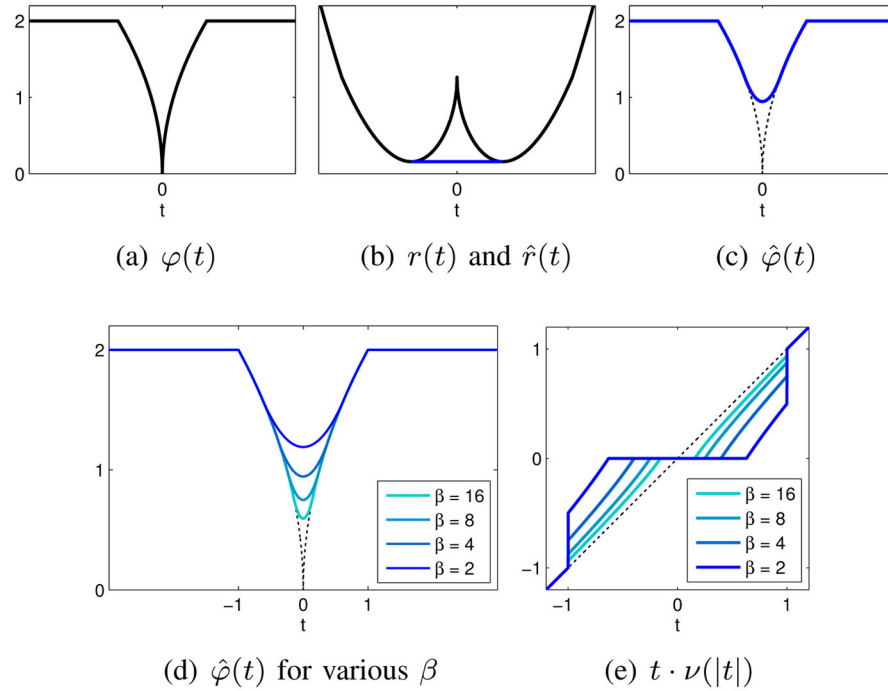 2
1
0
0
t
(a) φ(t)
0
t
(b) r(t) and r̂(t)
2
1
0
0
t
(c) φ̂(t)
2
1
0
−1
0
1
t
β = 16
β = 8
β = 4
β = 2
(d) φ̂(t) for various β
1
0
−1
−1
0
1
t
β = 16
β = 8
β = 4
β = 2
(e) t · ν(|t|)